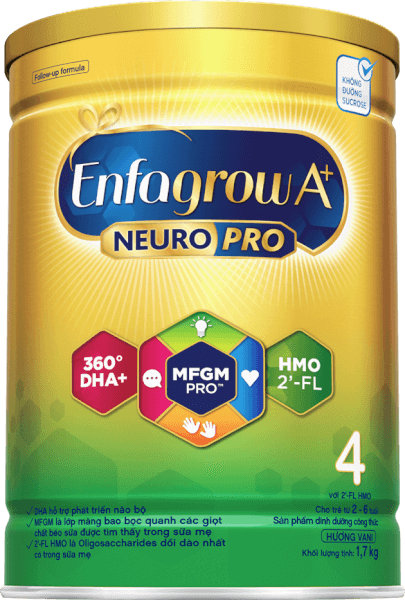 Follow-up formula
KHÔNG
ĐƯỜNG
SUCROSE
EnfagrowA+
NEURO PRO
360°
DHA+
MFGM
PRO™
HMO
2'-FL
4
với 2'-FL HMO
Cho trẻ từ 2-6 tuổi
Sản phẩm dinh dưỡng công thức
HƯƠNG VANI
Khối lượng tịnh: 1,7kg
DHA hỗ trợ phát triển não bộ
MFGM là lớp màng bao bọc quanh các giọt
chất béo sữa được tìm thấy trong sữa mẹ
2'-FL HMO là Oligosaccharides dồi dào nhất
có trong sữa mẹ